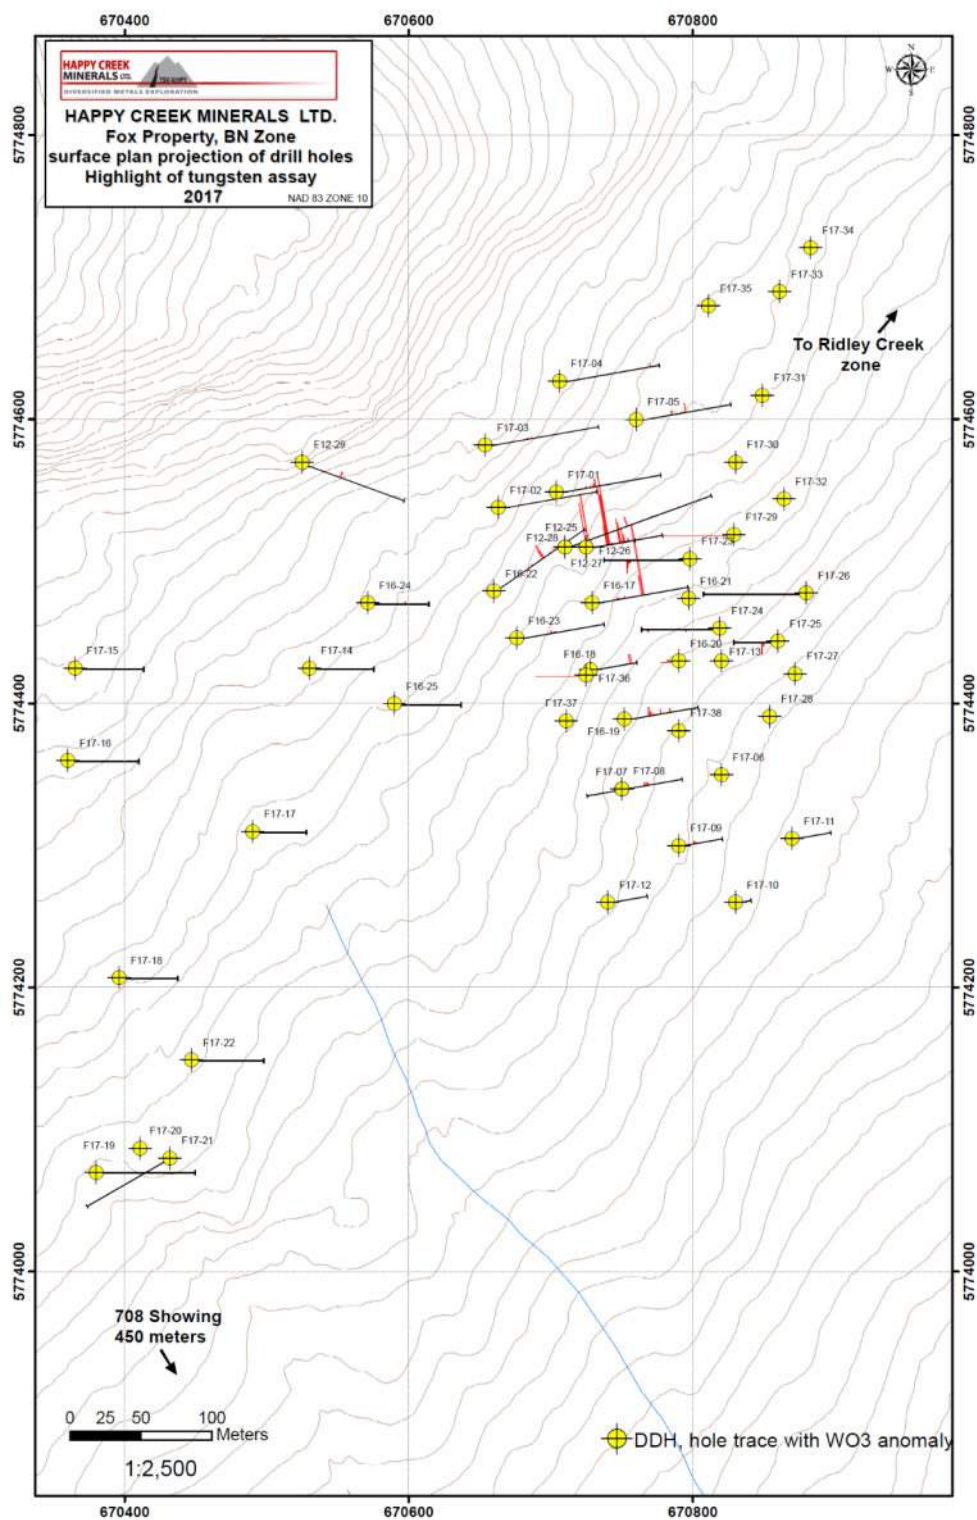 670400 670600 670800
HAPPY CREEK
MINERALS LTD.
DIVERSIFIED METALS EXPLORATION
HAPPY CREEK MINERALS LTD.
Fox Property, BN Zone
surface plan projection of drill holes
Highlight of tungsten assay
2017
NAD 83 ZONE 10
N
W E
S
5774800 5774800
F17-34
F17-33
F17-35
To Ridley Creek
zone
F17-04
F17-31
F17-05
5774600 5774600
F17-03
F12-29
F17-30
F17-01
F17-02
F17-32
F17-29
F12-25
F12-28
F17-23
F12-26
F12-27
F16-22
F16-24
F16-17
F16-21
F17-26
F17-24
F16-23
F17-25
F17-15
F17-14
F16-18
F16-20
F17-13
F17-27
F17-36
5774400 5774400
F16-25
F17-37
F17-38
F17-28
F16-19
F17-16
F17-07
F17-08
F17-06
F17-17
F17-09
F17-11
F17-12
F17-10
F17-18
5774200 5774200
F17-22
F17-20
F17-19
F17-21
5774000 5774000
708 Showing
450 meters
0 25 50 100
Meters
1:2,500
DDH, hole trace with WO3 anomaly
670400 670600 670800